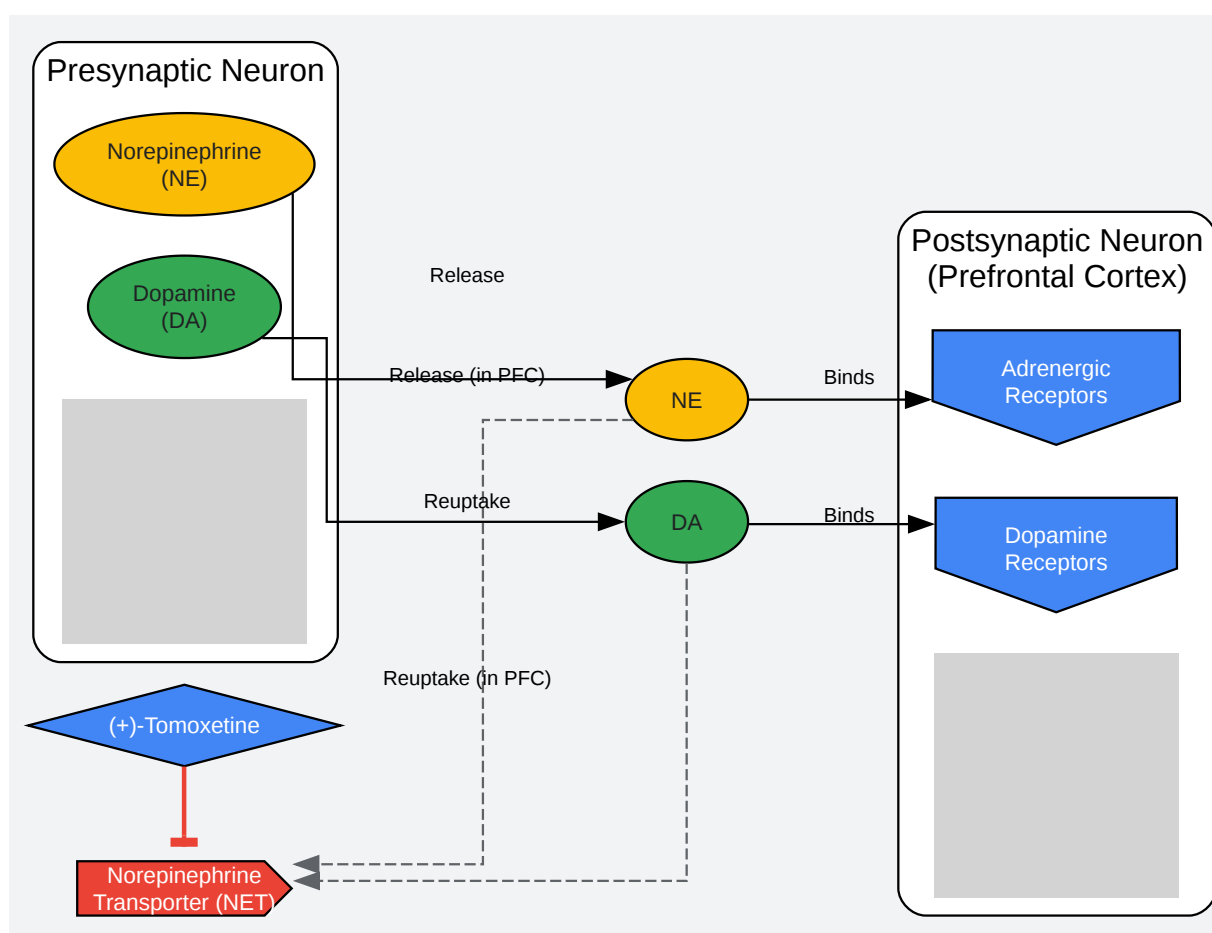 Presynaptic Neuron
Norepinephrine
(NE)
Dopamine
(DA)
Release
Release (in PFC)
NE
Binds
Reuptake
DA
Binds
Reuptake (in PFC)
Postsynaptic Neuron
(Prefrontal Cortex)
Adrenergic
Receptors
Dopamine
Receptors
(+)-Tomoxetine
Norepinephrine
Transporter (NET)